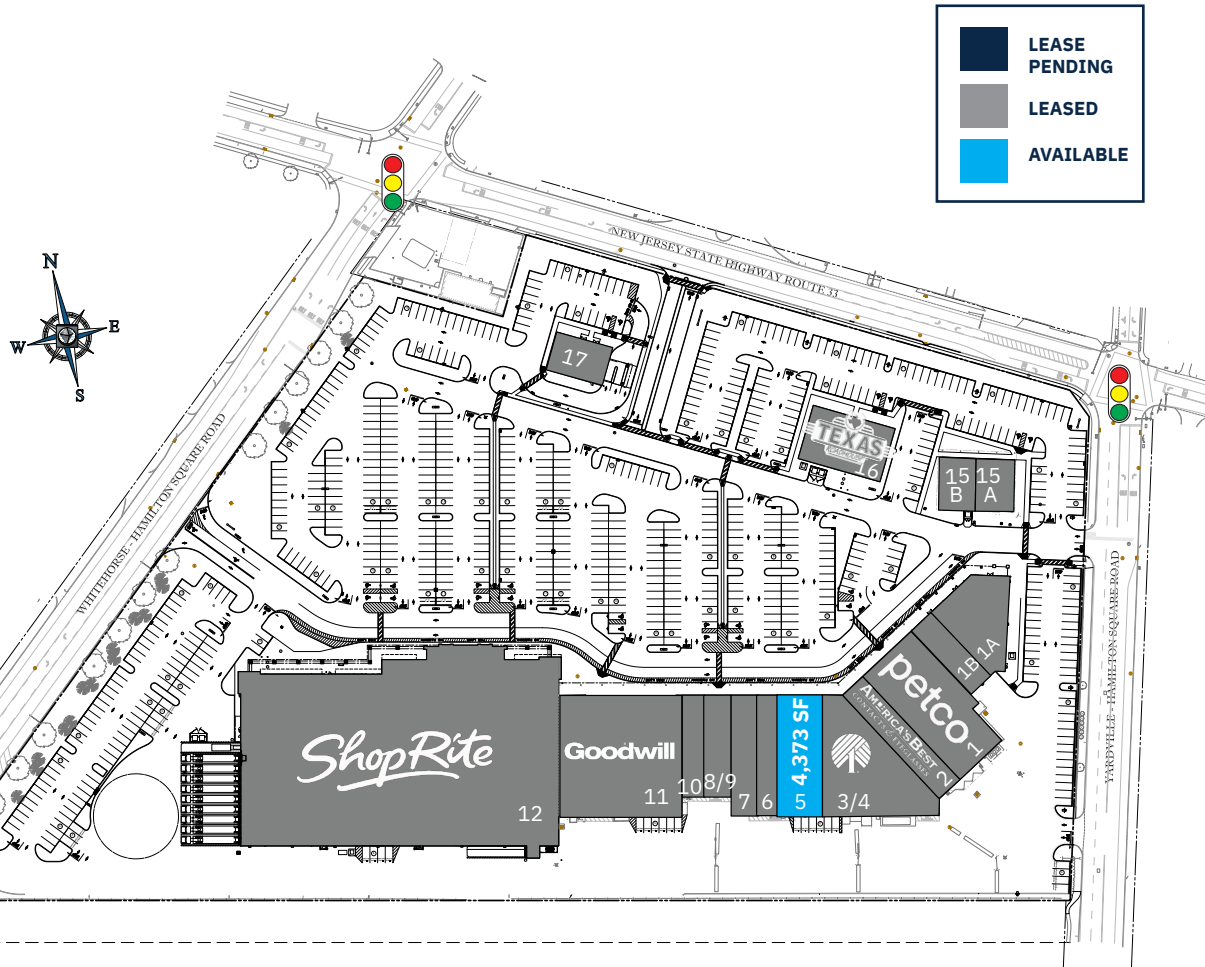 LEASE
PENDING
LEASED
AVAILABLE
N
E
W
S
NEW JERSEY STATE HIGHWAY ROUTE 33
WHITEHORSE - HAMILTON SQUARE ROAD
YARDVILLE - HAMILTON SQUARE ROAD
17
TEXAS
16
15
B
15
A
1A
1B
petco
1
AMERICA'S BEST
CONTACTS & EYEGLASSES
2
3/4
4,373 SF
5
6
7
8/9
10
Goodwill
11
ShopRite
12